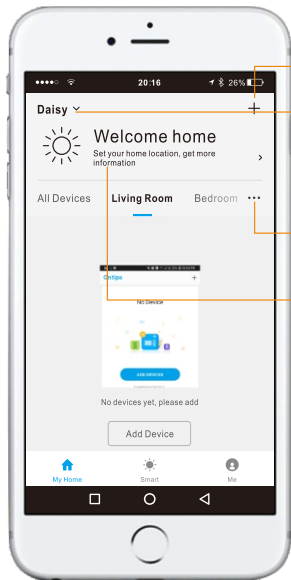 20:16
26%
Daisy
Welcome home
Set your home location, get more
information
All Devices
Living Room
Bedroom
No Device
ADD DEVICES
No devices yet, please add
Add Device
My Home
Smart
Me